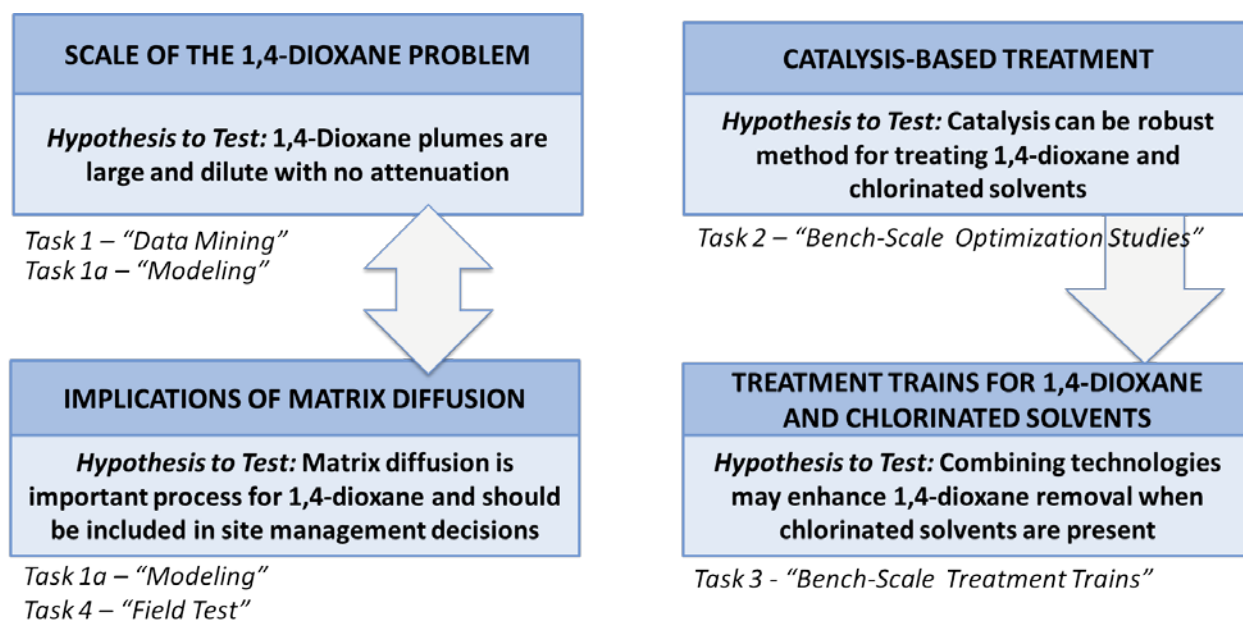 SCALE OF THE 1,4-DIOXANE PROBLEM
Hypothesis to Test: 1,4-Dioxane plumes are
large and dilute with no attenuation
Task 1 – “Data Mining”
Task 1a – “Modeling”
IMPLICATIONS OF MATRIX DIFFUSION
Hypothesis to Test: Matrix diffusion is
important process for 1,4-dioxane and should
be included in site management decisions
Task 1a – “Modeling”
Task 4 – “Field Test”
CATALYSIS-BASED TREATMENT
Hypothesis to Test: Catalysis can be robust
method for treating 1,4-dioxane and
chlorinated solvents
Task 2 – “Bench-Scale Optimization Studies”
TREATMENT TRAINS FOR 1,4-DIOXANE
AND CHLORINATED SOLVENTS
Hypothesis to Test: Combining technologies
may enhance 1,4-dioxane removal when
chlorinated solvents are present
Task 3 - “Bench-Scale Treatment Trains”